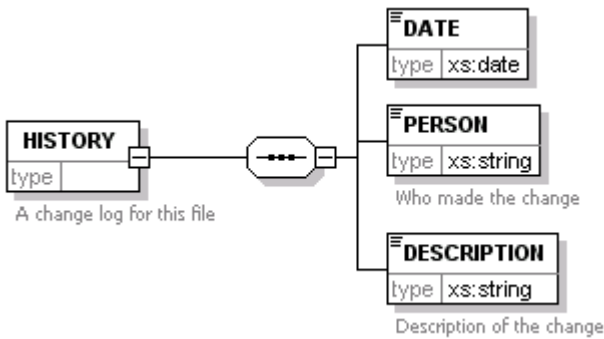 DATE
type xs:date
PERSON
type xs:string
Who made the change
HISTORY
type
A change log for this file
DESCRIPTION
type xs:string
Description of the change